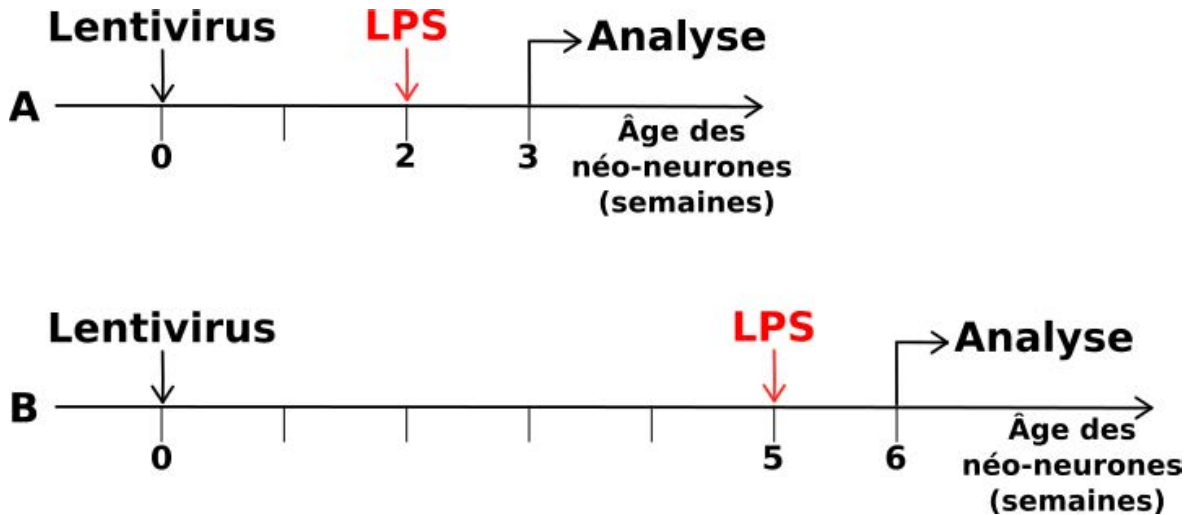 Lentivirus LPS Analyse
A
0 2 3
Âge des
néo-neurones
(semaines)
Lentivirus LPS Analyse
B
0 5 6
Âge des
néo-neurones
(semaines)